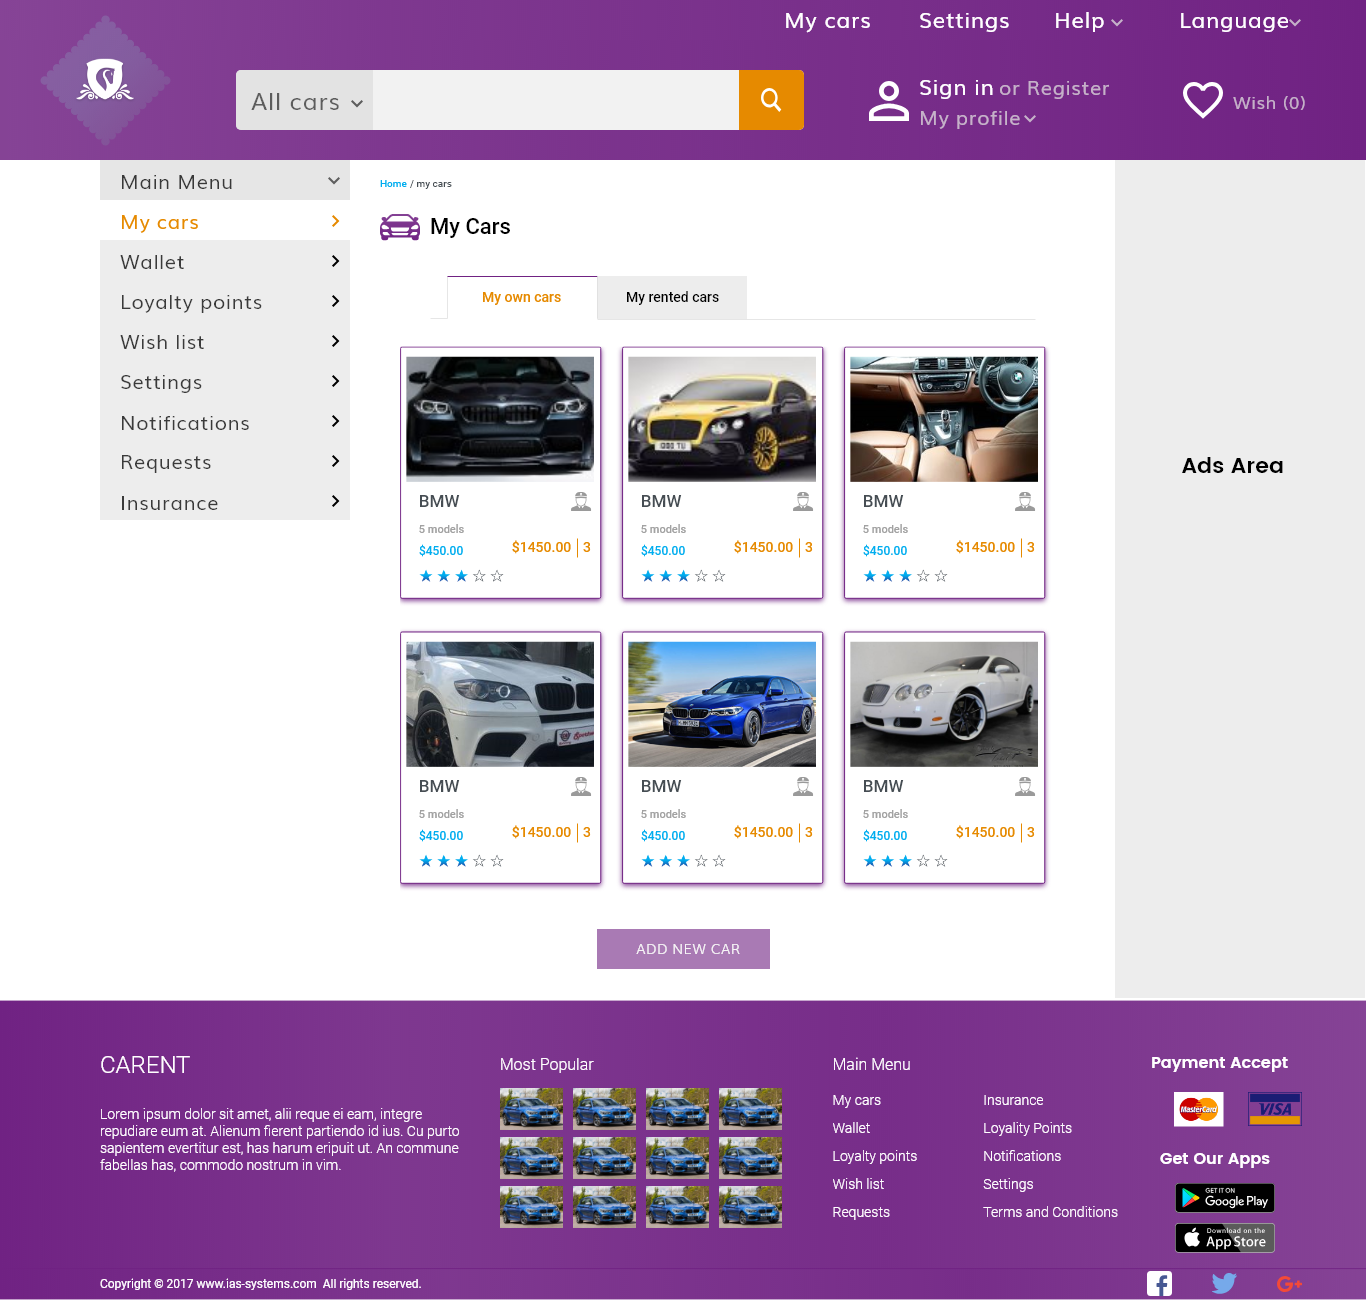 My cars Settings Help Language
All cars
Sign in or Register
My profile
Wish (0)
Main Menu
My cars
Wallet
Loyalty points
Wish list
Settings
Notifications
Requests
Insurance
Home / my cars
My Cars
My own cars My rented cars
BMW
5 models
$450.00 $1450.00 | 3
BMW
5 models
$450.00 $1450.00 | 3
BMW
5 models
$450.00 $1450.00 | 3
BMW
5 models
$450.00 $1450.00 | 3
BMW
5 models
$450.00 $1450.00 | 3
BMW
5 models
$450.00 $1450.00 | 3
ADD NEW CAR
Ads Area
CARENT
Lorem ipsum dolor sit amet, alii reque ei eam, integre
repudiare eum at. Alienum fierent partiendo id ius. Cu purto
sapientem evertitur est, has harum eripuit ut. An commune
fabellas has, commodo nostrum in vim.
Most Popular
Main Menu
My cars
Wallet
Loyalty points
Wish list
Requests
Insurance
Loyality Points
Notifications
Settings
Terms and Conditions
Payment Accept
MasterCard VISA
Get Our Apps
GET IT ON
Google Play
Download on the
App Store
Copyright © 2017 www.ias-systems.com All rights reserved.